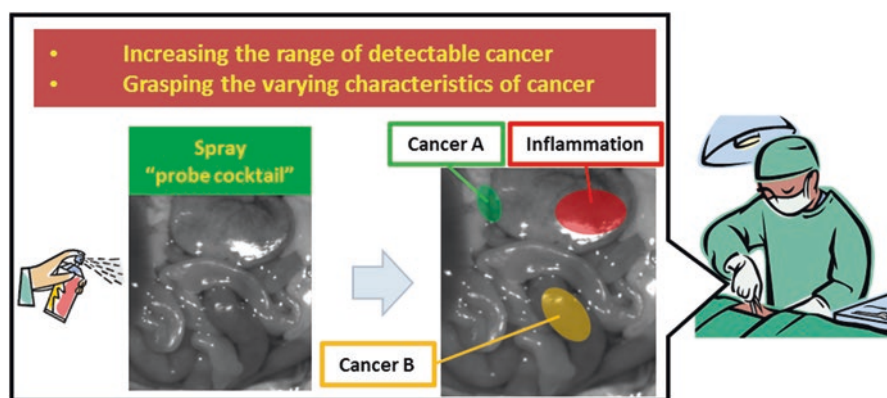 • Increasing the range of detectable cancer
• Grasping the varying characteristics of cancer
Spray
“probe cocktail”
Cancer A
Inflammation
Cancer B